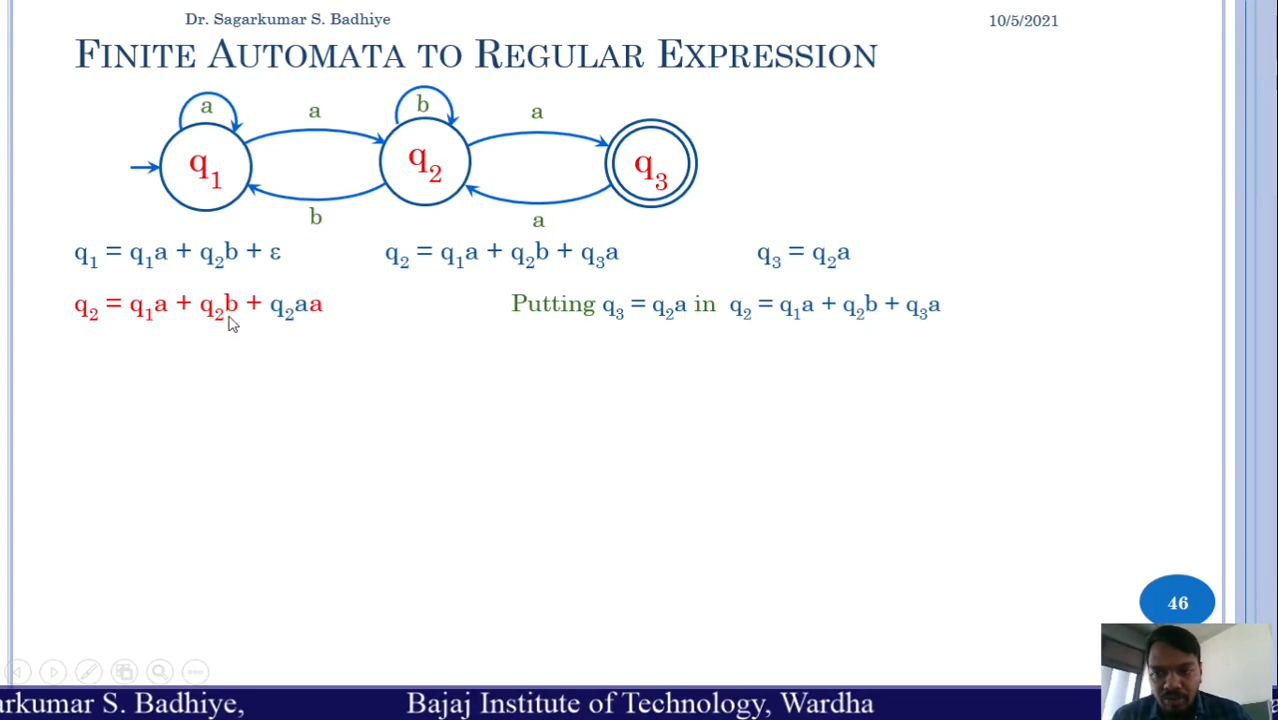 Dr. Sagarkumar S. Badhiye 10/5/2021
FINITE AUTOMATA TO REGULAR EXPRESSION
a a b a
q1 q2 q3
b a
q1 = q1a + q2b + ε q2 = q1a + q2b + q3a q3 = q2a
q2 = q1a + q2b + q2aa Putting q3 = q2a in q2 = q1a + q2b + q3a
46
arkumar S. Badhiye, Bajaj Institute of Technology, Wardha